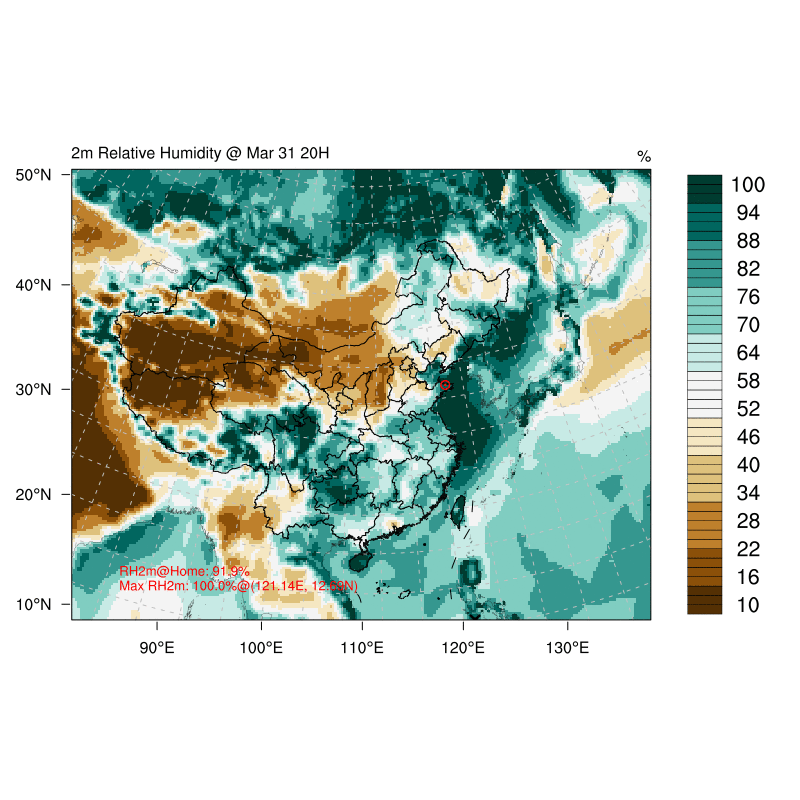 2m Relative Humidity @ Mar 31 20H
%
50°N
40°N
30°N
20°N
10°N
90°E
100°E
110°E
120°E
130°E
100
94
88
82
76
70
64
58
52
46
40
34
28
22
16
10
RH2m@Home: 91.9%
Max RH2m: 100.0%@(121.14E,